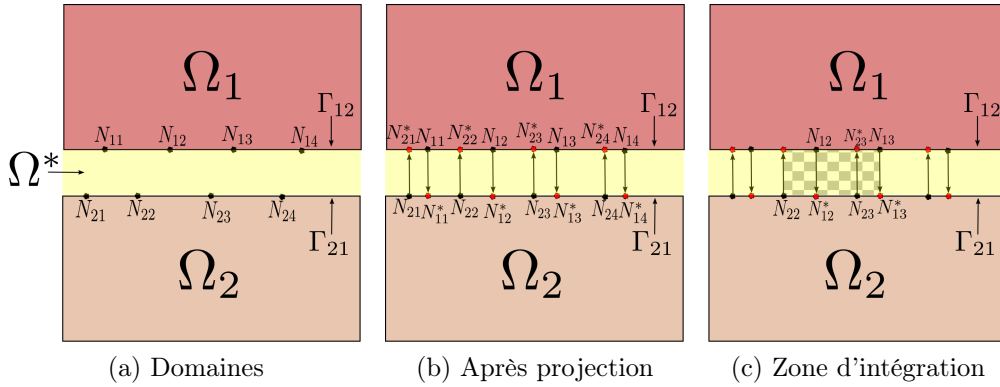 Ω₁
Γ₁₂
N₁₁ N₁₂ N₁₃ N₁₄
Ω*
N₂₁ N₂₂ N₂₃ N₂₄
Γ₂₁
Ω₂
(a) Domaines
Ω₁
Γ₁₂
N*₂₁ N₁₁ N*₂₂ N₁₂ N*₂₃ N₁₃ N*₂₄ N₁₄
N₂₁ N*₁₁ N₂₂ N*₁₂ N₂₃ N*₁₃ N₂₄ N*₁₄
Γ₂₁
Ω₂
(b) Après projection
Ω₁
Γ₁₂
N₁₂ N*₂₃ N₁₃
N₂₂ N*₁₂ N₂₃ N*₁₃
Γ₂₁
Ω₂
(c) Zone d'intégration